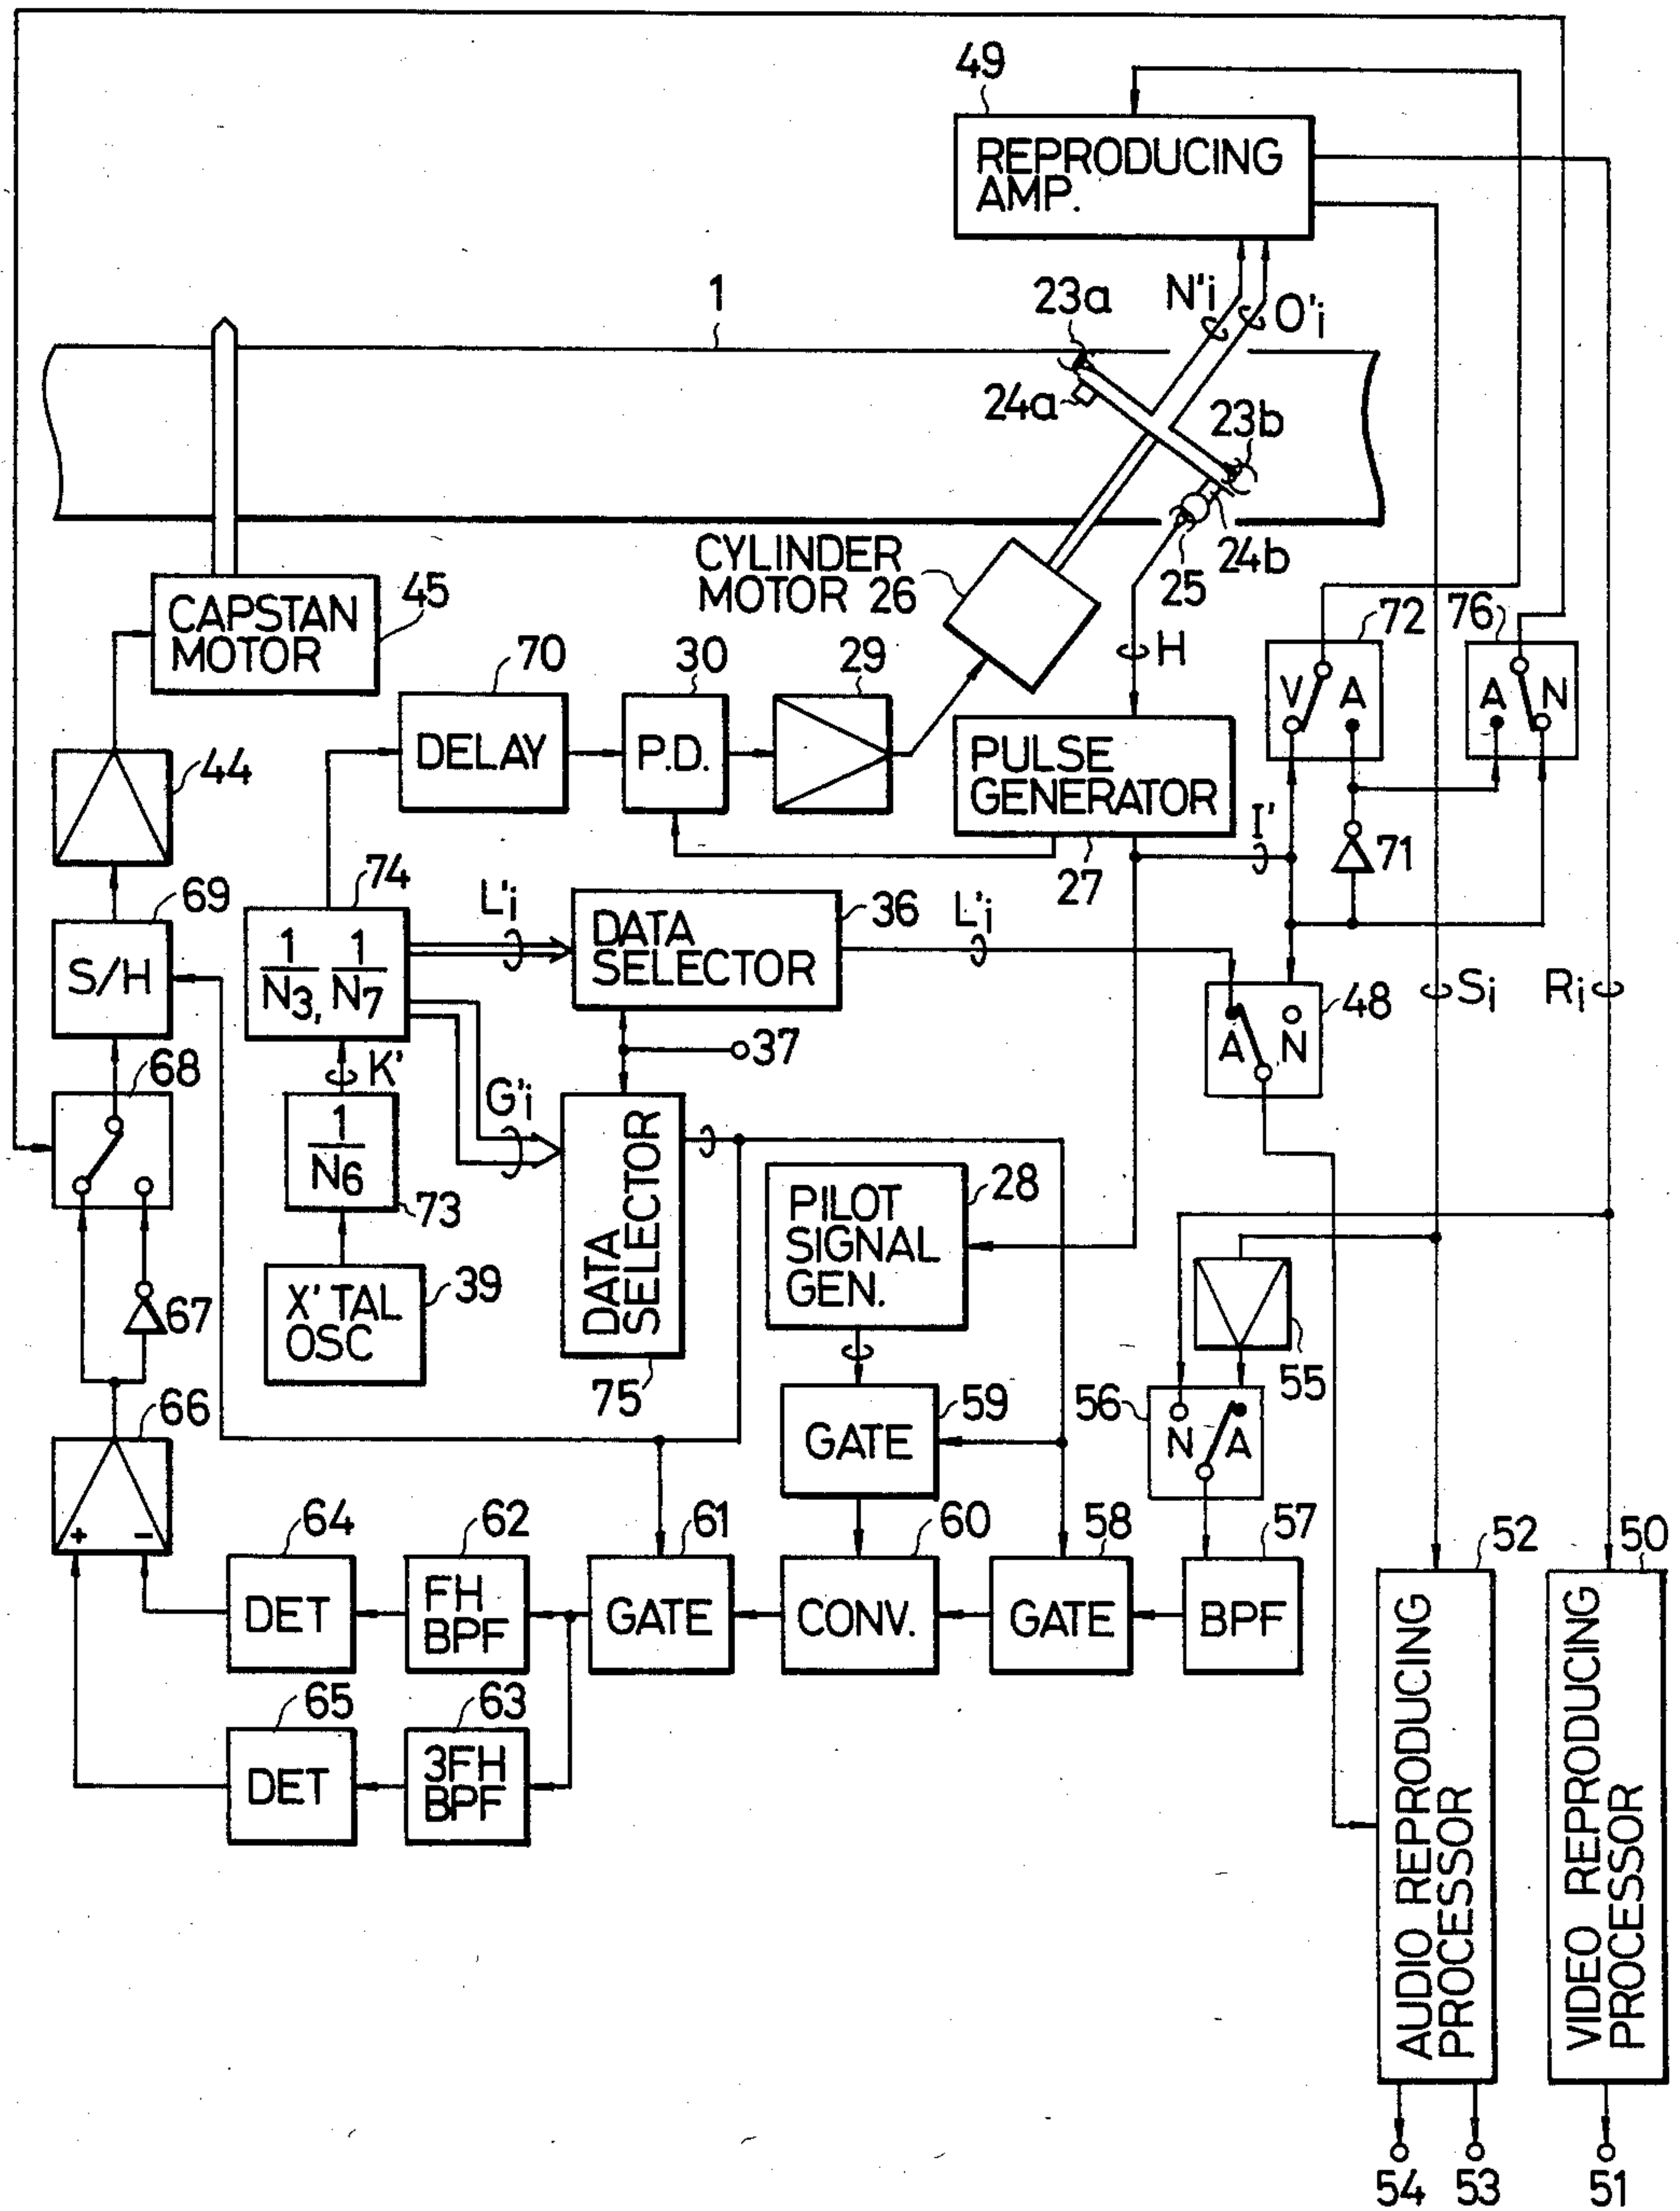 49
REPRODUCING
AMP.
1
23a
N'i
O'i
24a
23b
CYLINDER
MOTOR 26
25
24b
CAPSTAN
MOTOR
45
H
72
76
70
30
29
V A
A N
DELAY
P.D.
PULSE
GENERATOR
44
I'
71
27
74
69
L'i
36
L'i
DATA
SELECTOR
S/H
1/N3, 1/N7
Si
Ri
48
A N
37
68
K'
G'i
1/N6
73
28
PILOT
SIGNAL
GEN.
DATA
SELECTOR
X'TAL
OSC
39
67
75
55
66
59
56
GATE
N A
+ -
64
62
61
60
58
57
52
50
DET
FH
BPF
GATE
CONV.
GATE
BPF
65
63
DET
3FH
BPF
AUDIO REPRODUCING
PROCESSOR
VIDEO REPRODUCING
PROCESSOR
54
53
51